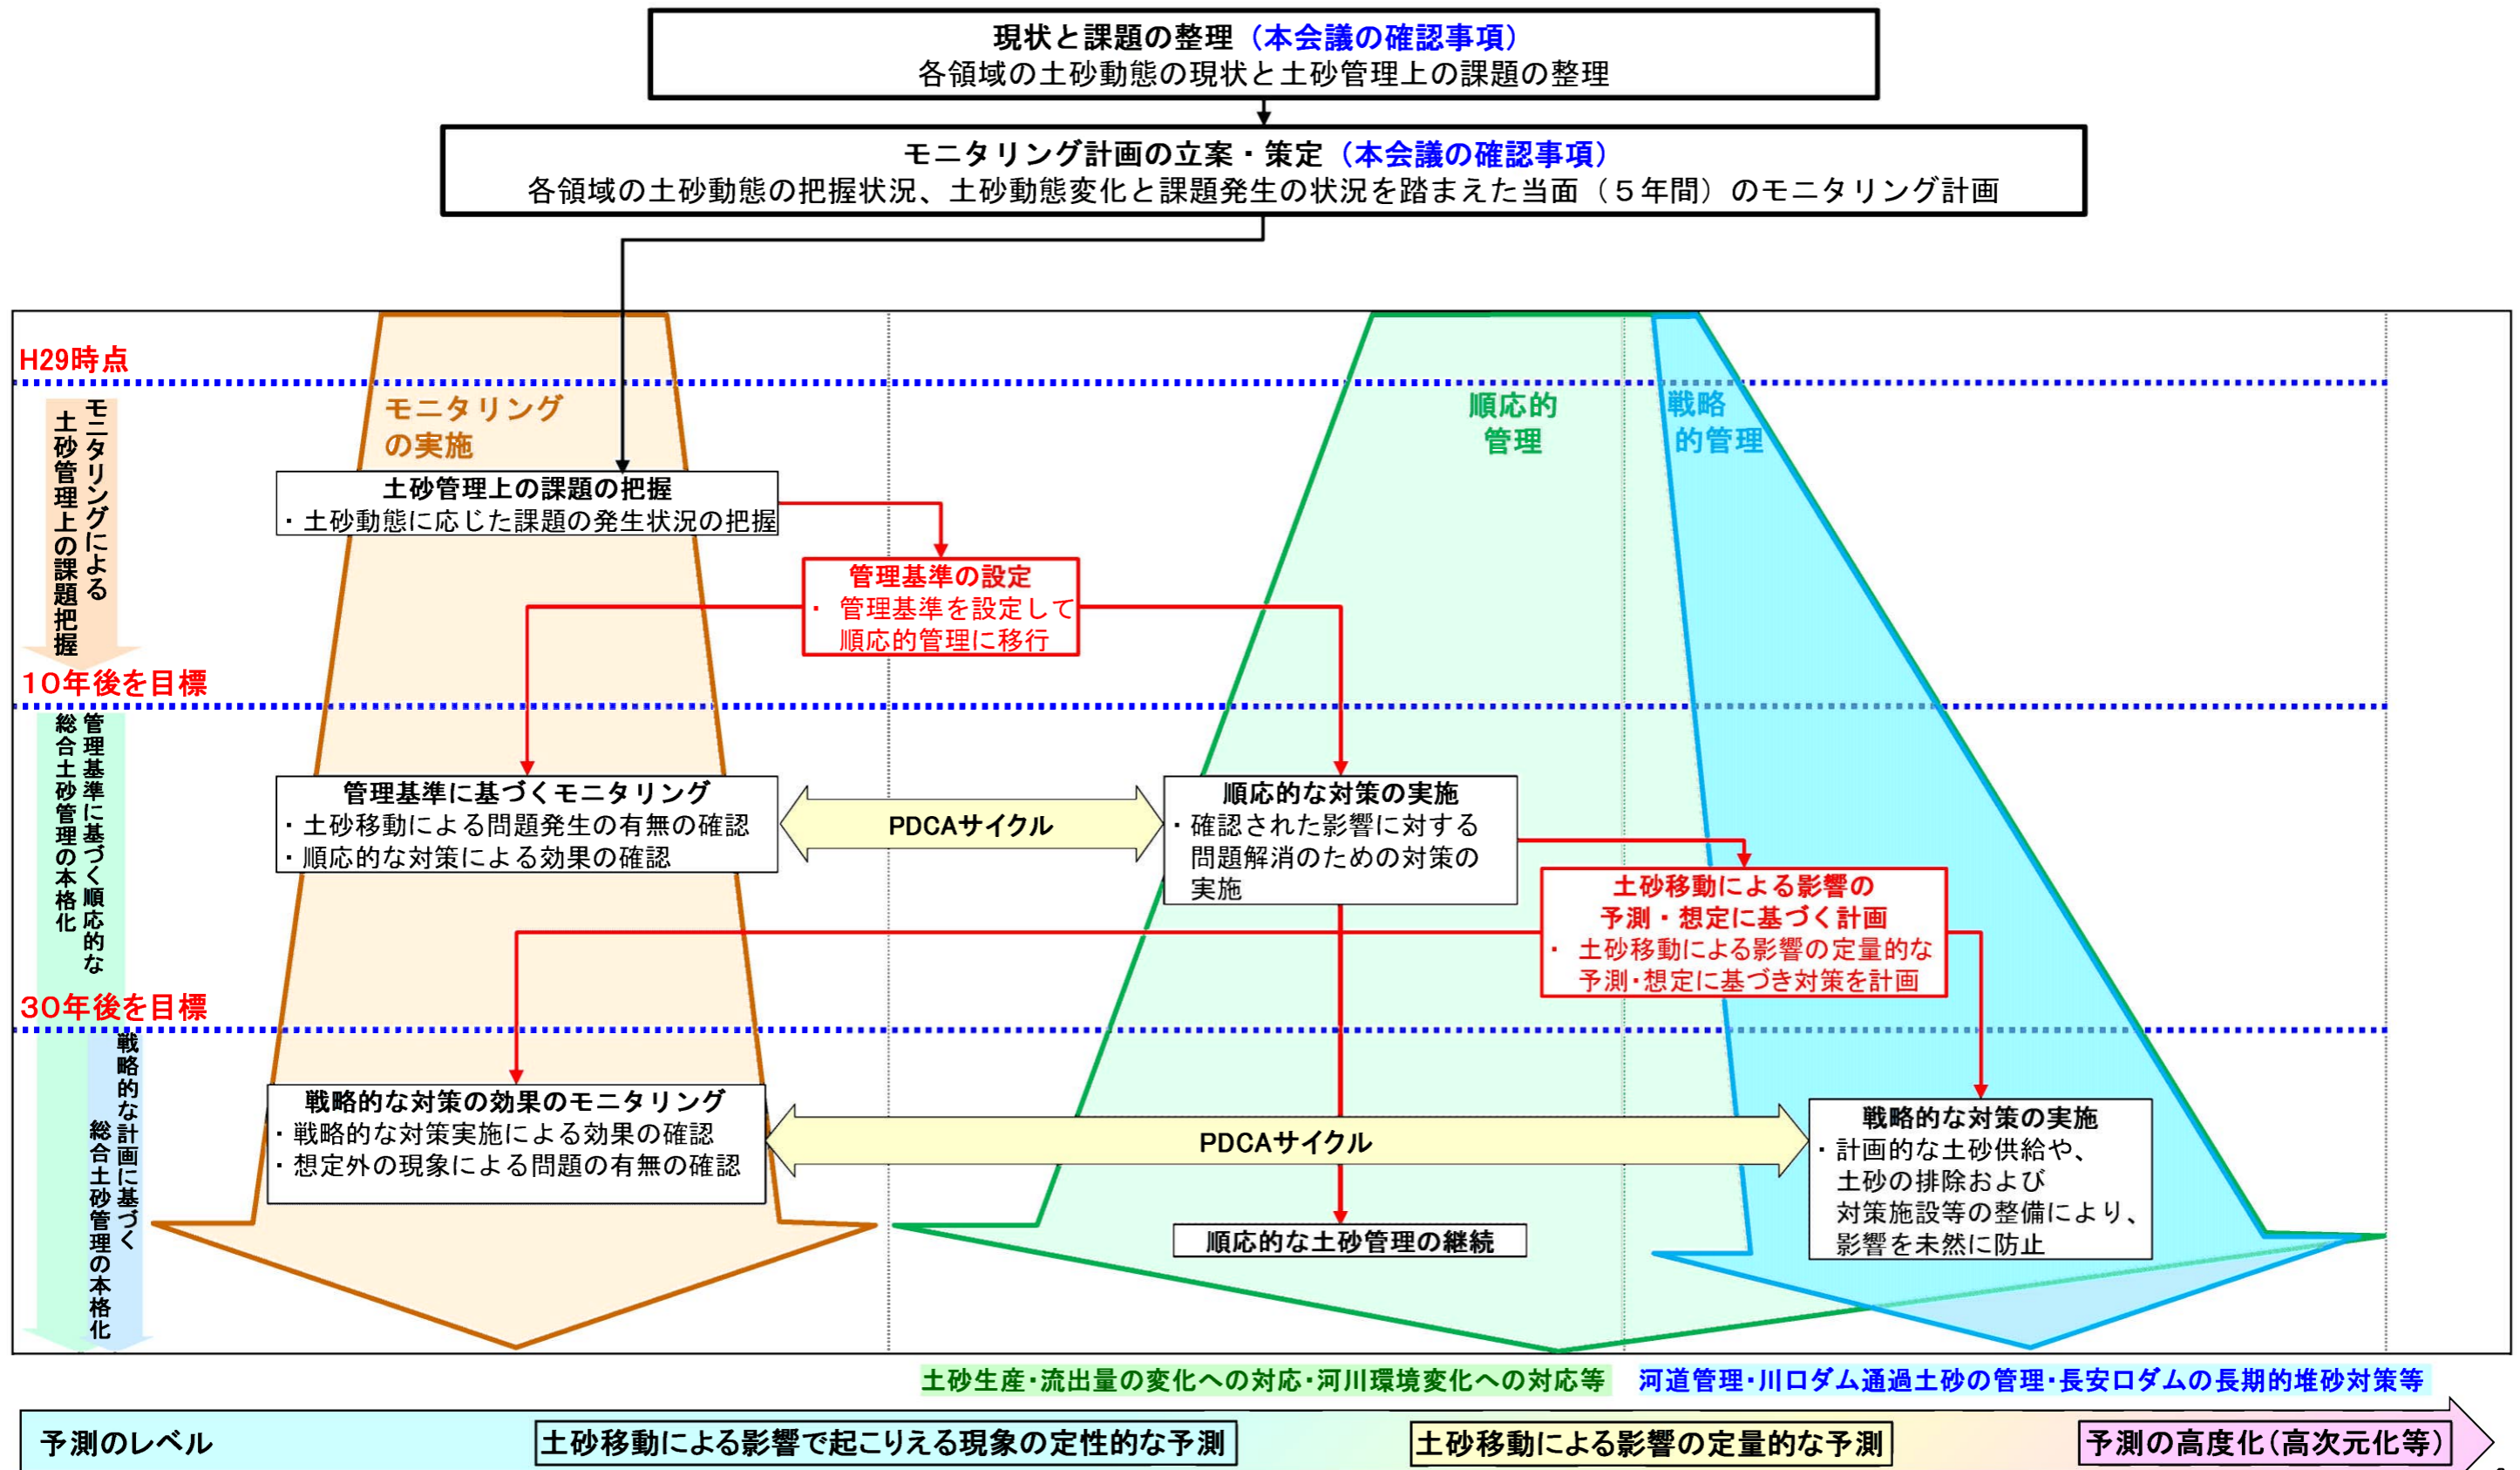 現状と課題の整理（本会議の確認事項）
各領域の土砂動態の現状と土砂管理上の課題の整理
モニタリング計画の立案・策定（本会議の確認事項）
各領域の土砂動態の把握状況、土砂動態変化と課題発生の状況を踏まえた当面（５年間）のモニタリング計画
H29時点
モニタリングによる
土砂管理上の課題把握
モニタリング
の実施
順応的
管理
戦略
的管理
土砂管理上の課題の把握
・土砂動態に応じた課題の発生状況の把握
管理基準の設定
・ 管理基準を設定して
順応的管理に移行
10年後を目標
管理基準に基づく順応的な
総合土砂管理の本格化
管理基準に基づくモニタリング
・土砂移動による問題発生の有無の確認
・順応的な対策による効果の確認
PDCAサイクル
順応的な対策の実施
・確認された影響に対する
問題解消のための対策の
実施
土砂移動による影響の
予測・想定に基づく計画
・ 土砂移動による影響の定量的な
予測・想定に基づき対策を計画
30年後を目標
戦略的な計画に基づく
総合土砂管理の本格化
戦略的な対策の効果のモニタリング
・戦略的な対策実施による効果の確認
・想定外の現象による問題の有無の確認
PDCAサイクル
戦略的な対策の実施
・計画的な土砂供給や、
土砂の排除および
対策施設等の整備により、
影響を未然に防止
順応的な土砂管理の継続
土砂生産・流出量の変化への対応・河川環境変化への対応等
河道管理・川口ダム通過土砂の管理・長安口ダムの長期的堆砂対策等
予測のレベル
土砂移動による影響で起こりえる現象の定性的な予測
土砂移動による影響の定量的な予測
予測の高度化（高次元化等）